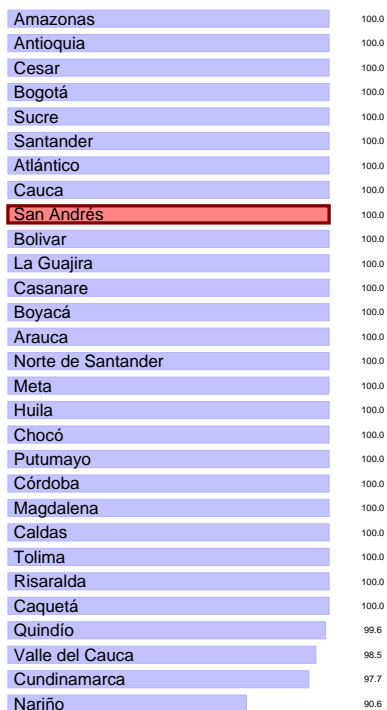 Amazonas 100.0
Antioquia 100.0
Cesar 100.0
Bogotá 100.0
Sucre 100.0
Santander 100.0
Atlántico 100.0
Cauca 100.0
San Andrés 100.0
Bolivar 100.0
La Guajira 100.0
Casanare 100.0
Boyacá 100.0
Arauca 100.0
Norte de Santander 100.0
Meta 100.0
Huila 100.0
Chocó 100.0
Putumayo 100.0
Córdoba 100.0
Magdalena 100.0
Caldas 100.0
Tolima 100.0
Risaralda 100.0
Caquetá 100.0
Quindío 99.6
Valle del Cauca 98.5
Cundinamarca 97.7
Nariño 90.6